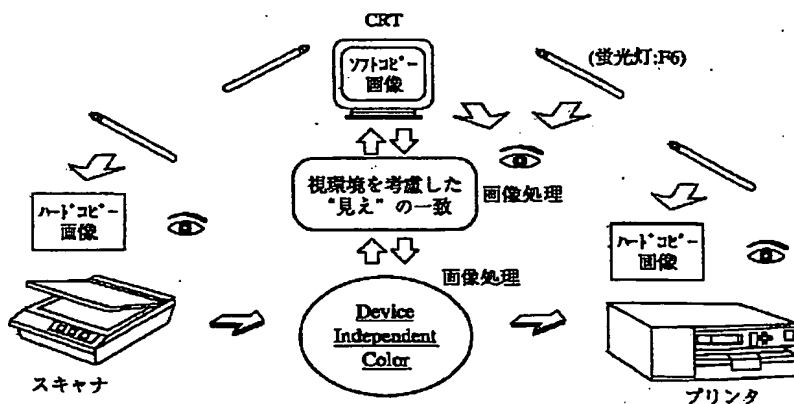 CRT
ソフトコピー
画像
(蛍光灯:F6)
視環境を考慮した
“見え”の一致
画像処理
ハードコピー
画像
ハードコピー
画像
画像処理
Device
Independent
Color
スキャナ
プリンタ